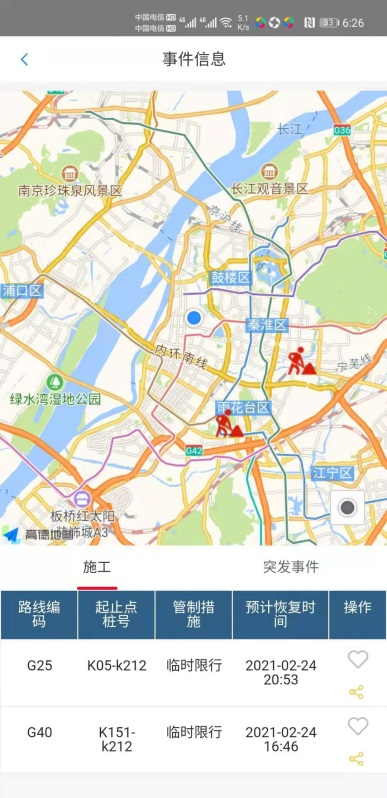 中国电信 HD 4G 4G 5.1 K/s 83 6:26
中国电信 HD
事件信息
长江
G36
南京珍珠泉风景区
长江观音景区
京沪线
鼓楼区
浦口区
秦淮区
内环南线
宁芜线
绿水湾湿地公园
雨花台区
G42
江宁区
板桥红太阳
装饰城A3
高德地图
施工 突发事件
路线编 起止点 管制措 预计恢复时 操作
码 桩号 施 间
G25 K05-k212 临时限行 2021-02-24
20:53
G40 K151- 临时限行 2021-02-24
k212 16:46